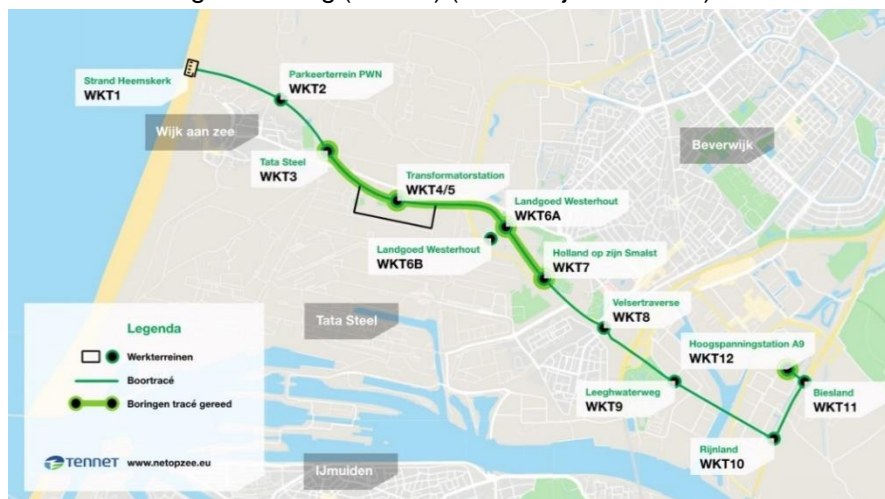 Strand Heemskerk
WKT1
Parkeerterrein PWN
WKT2
Wijk aan zee
Beverwijk
Tata Steel
WKT3
Transformatorstation
WKT4/5
Landgoed Westerhout
WKT6A
Landgoed Westerhout
WKT6B
Holland op zijn Smalst
WKT7
Tata Steel
Velsertraverse
WKT8
Hoogspanningstation A9
WKT12
Leeghwaterweg
WKT9
Biesland
WKT11
Rijnland
WKT10
IJmuiden
Legenda
Werkterreinen
Boortracé
Boringen tracé gereed
TENNET www.netopzee.eu